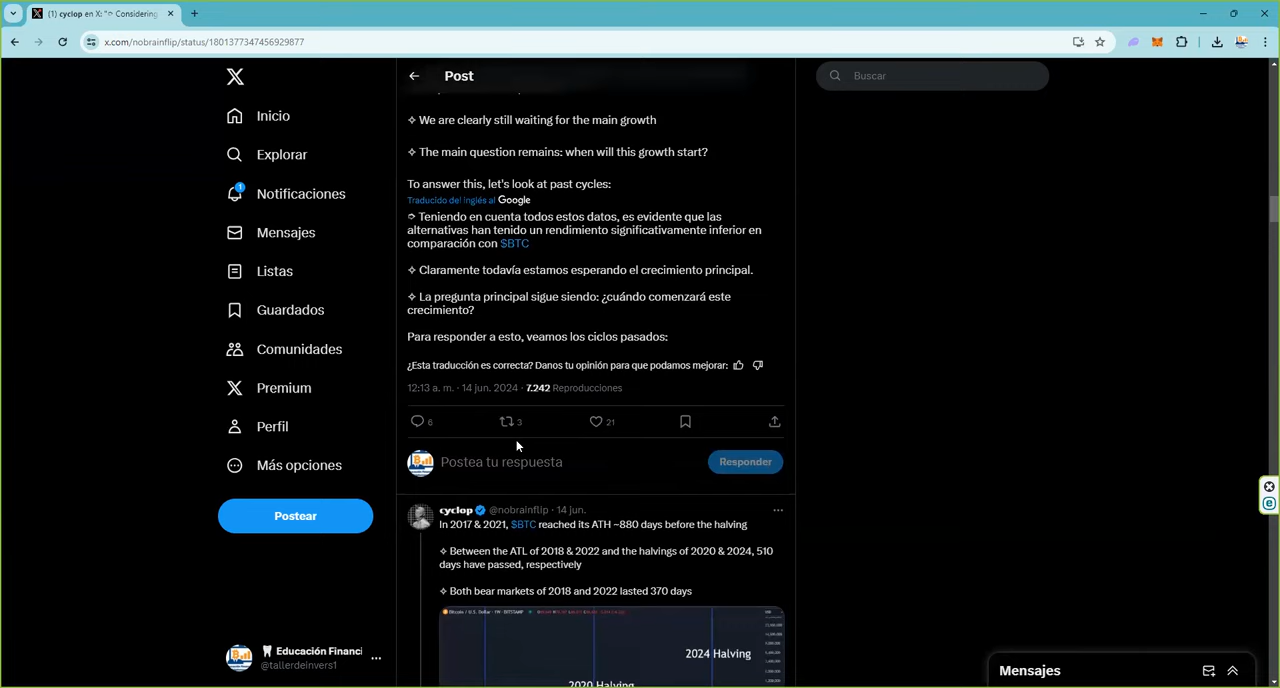 (1) cyclop en X: "⌔ Considering
x.com/nobrainflip/status/1801377347456929877
Post
Buscar
Inicio
Explorar
1
Notificaciones
Mensajes
Listas
Guardados
Comunidades
Premium
Perfil
Más opciones
Postear
Educación Financi
@tallerdeinvers1
✧ We are clearly still waiting for the main growth
✧ The main question remains: when will this growth start?
To answer this, let's look at past cycles:
Traducido del Inglés al Google
⌔ Teniendo en cuenta todos estos datos, es evidente que las
alternativas han tenido un rendimiento significativamente inferior en
comparación con $BTC
✧ Claramente todavía estamos esperando el crecimiento principal.
✧ La pregunta principal sigue siendo: ¿cuándo comenzará este
crecimiento?
Para responder a esto, veamos los ciclos pasados:
¿Esta traducción es correcta? Danos tu opinión para que podamos mejorar:
12:13 a. m. · 14 jun. 2024 · 7.242 Reproducciones
6 3 21
Postea tu respuesta
Responder
cyclop @nobrainflip · 14 jun.
In 2017 & 2021, $BTC reached its ATH ~880 days before the halving
✧ Between the ATL of 2018 & 2022 and the halvings of 2020 & 2024, 510
days have passed, respectively
✧ Both bear markets of 2018 and 2022 lasted 370 days
Bitcoin / U.S. Dollar · 1W · BITSTAMP
2024 Halving
2020 Halving
Mensajes